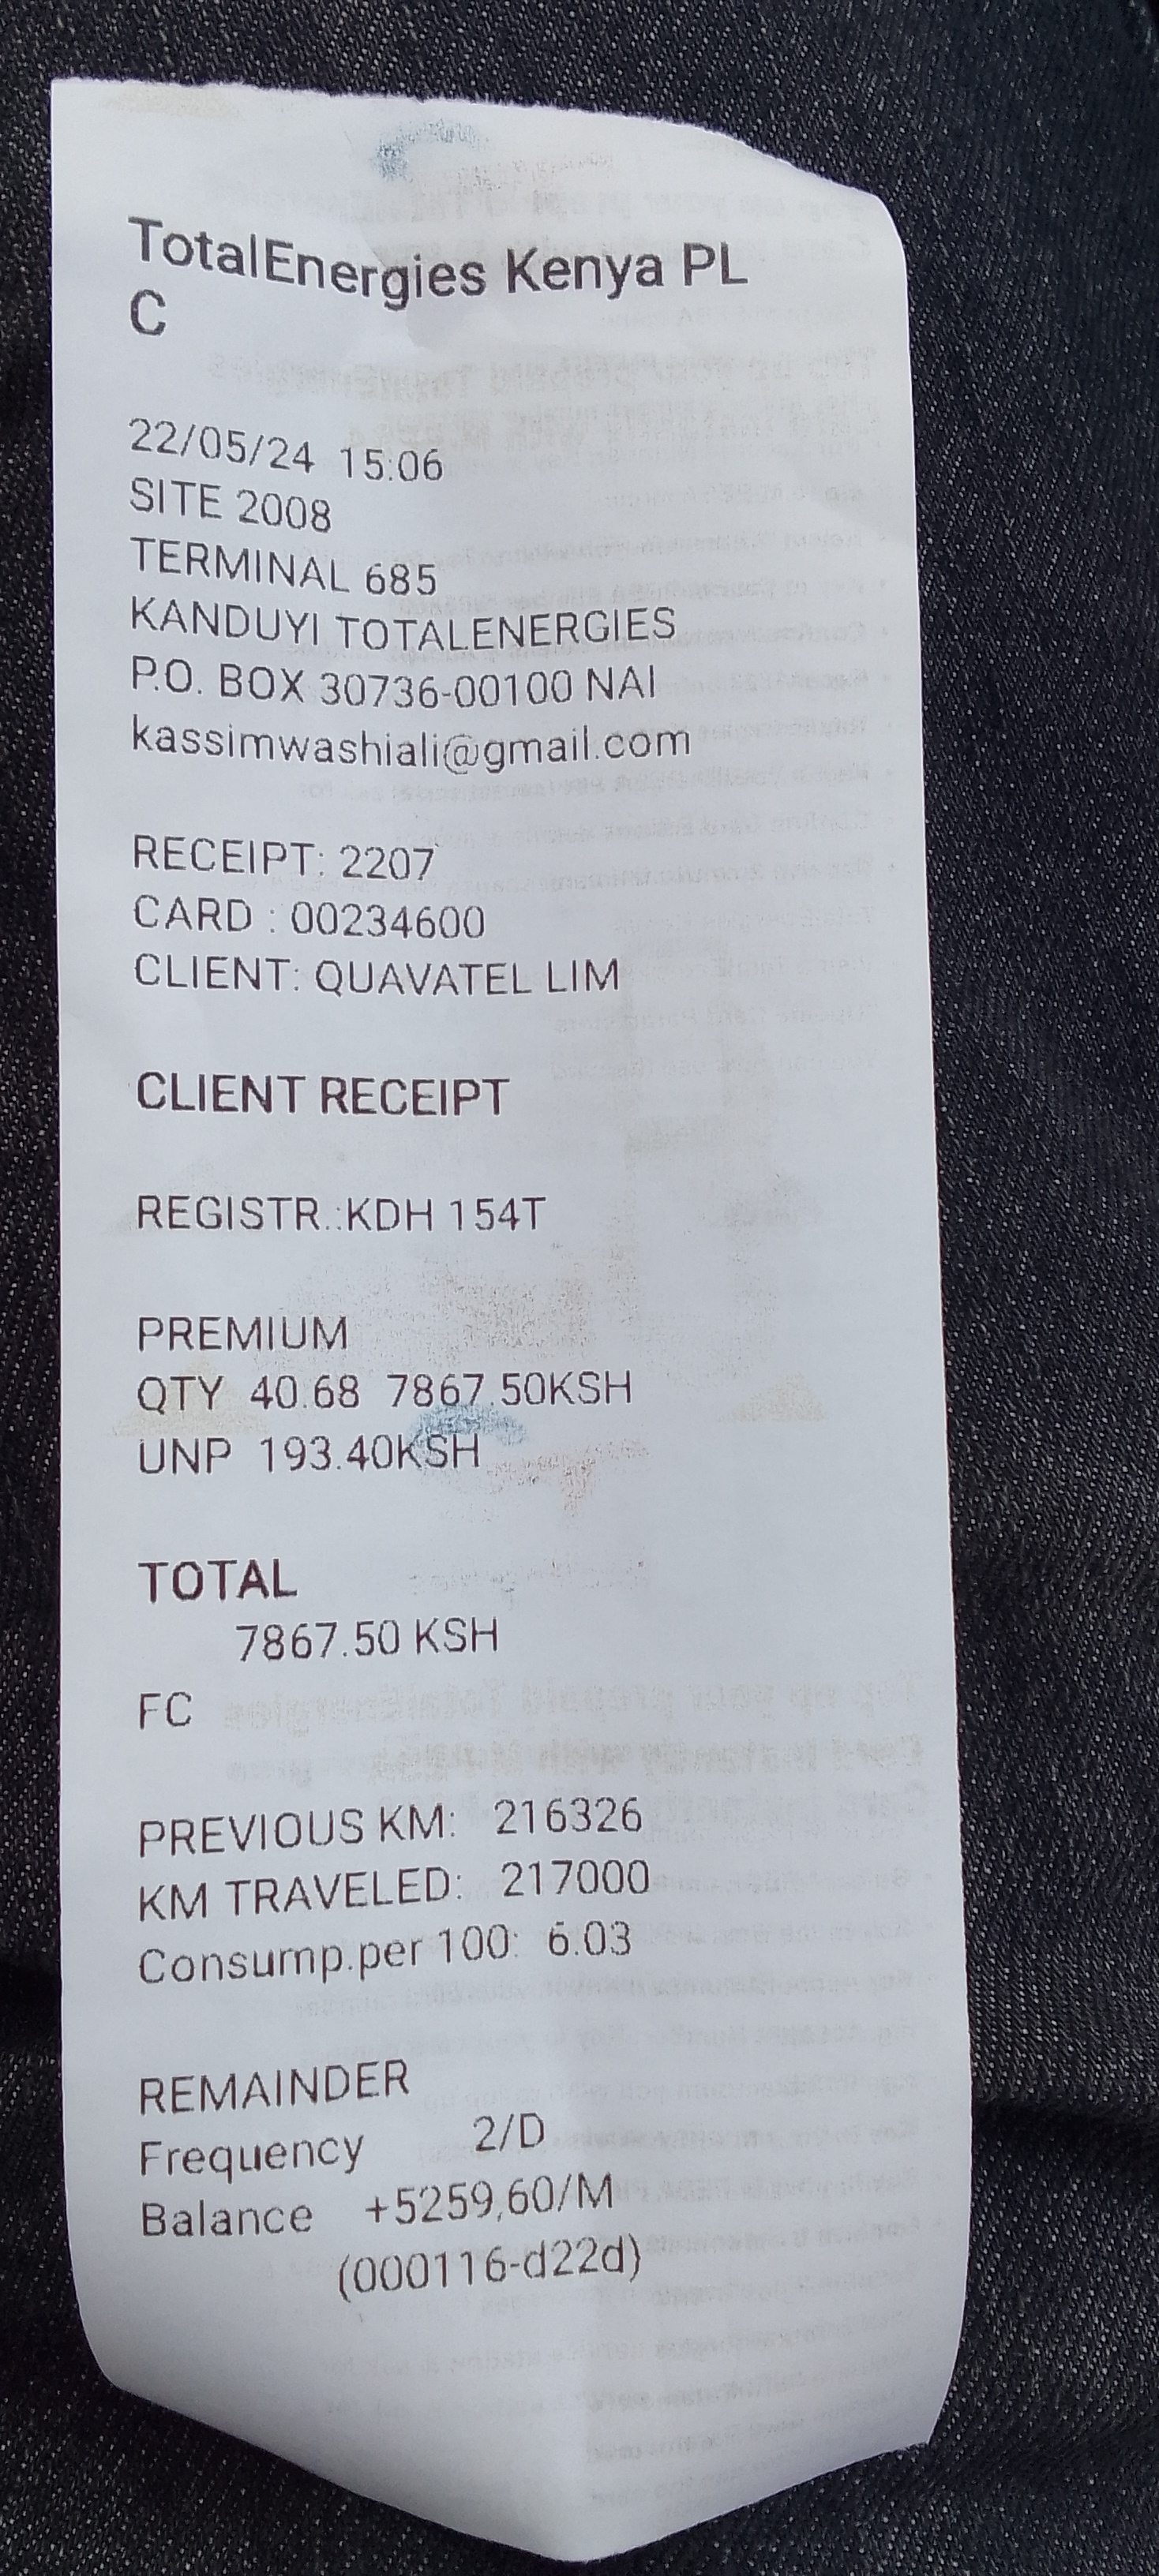 TotalEnergies Kenya PL
C
22/05/24 15:06
SITE 2008
TERMINAL 685
KANDUYI TOTALENERGIES
P.O. BOX 30736-00100 NAI
kassimwashiali@gmail.com
RECEIPT: 2207
CARD : 00234600
CLIENT: QUAVATEL LIM
CLIENT RECEIPT
REGISTR.:KDH 154T
PREMIUM
QTY 40.68 7867.50KSH
UNP 193.40KSH
TOTAL
7867.50 KSH
FC
PREVIOUS KM: 216326
KM TRAVELED: 217000
Consump.per 100: 6.03
REMAINDER
Frequency 2/D
Balance +5259,60/M
(000116-d22d)